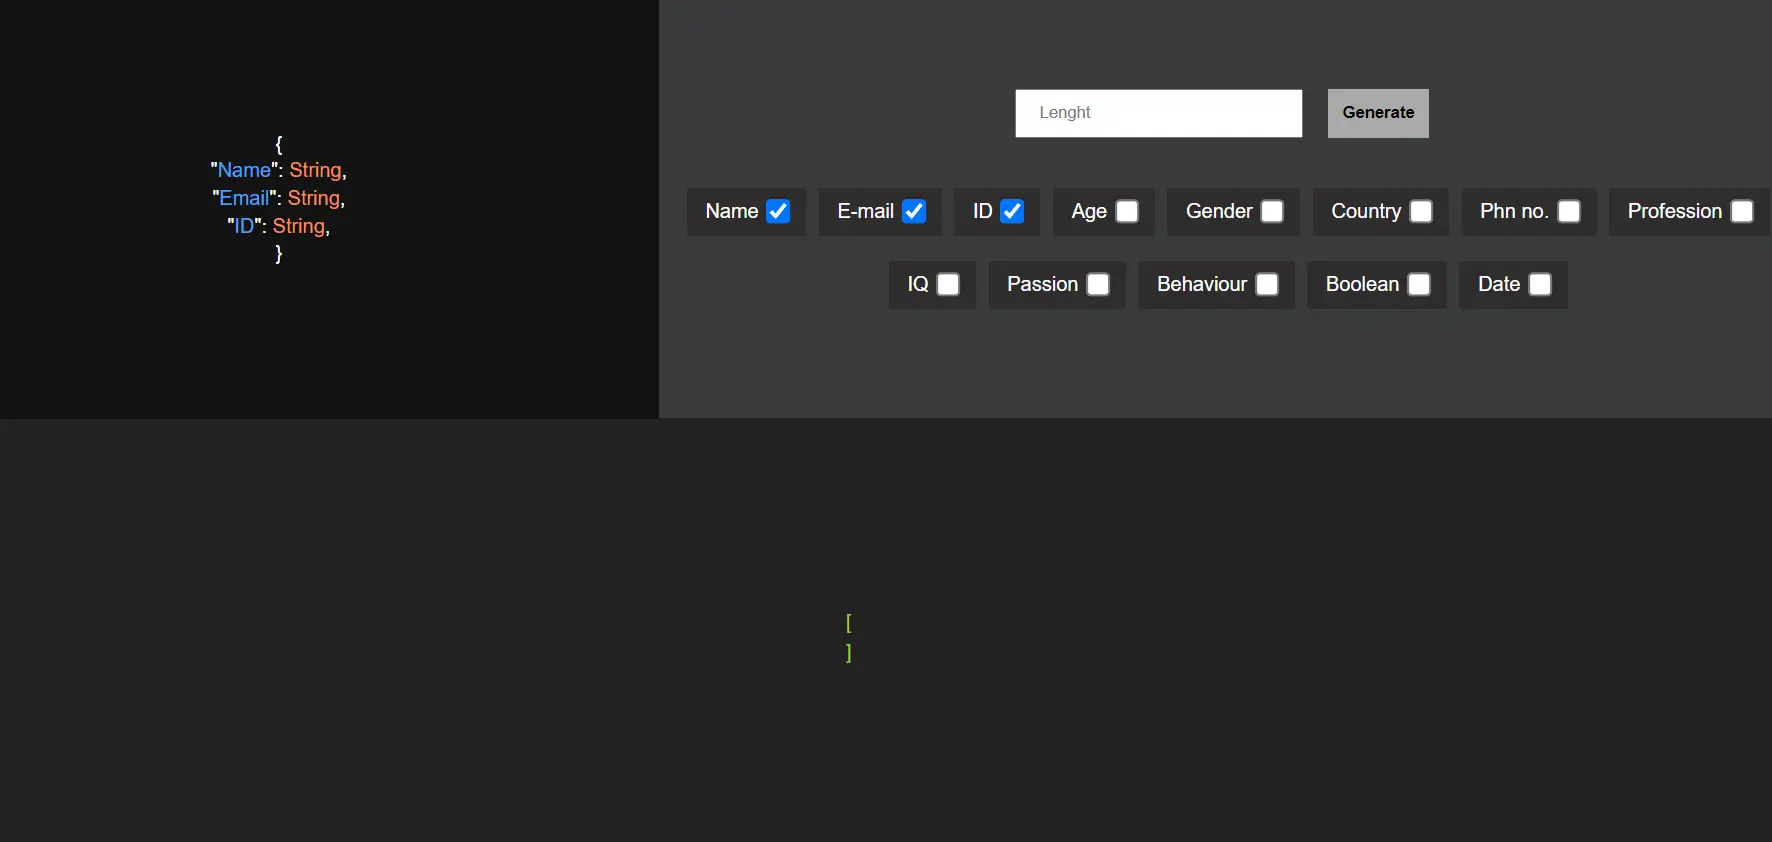 {
"Name": String,
"Email": String,
"ID": String,
}
Lenght
Generate
Name E-mail ID Age Gender Country Phn no. Profession
IQ Passion Behaviour Boolean Date
[
]